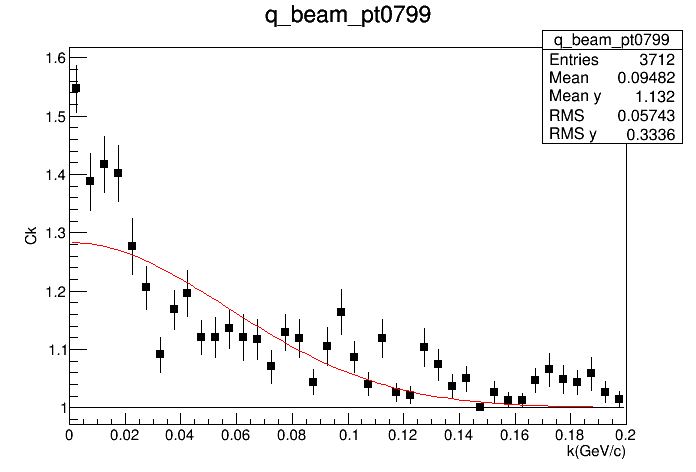 q_beam_pt0799
q_beam_pt0799
Entries 3712
Mean 0.09482
Mean y 1.132
RMS 0.05743
RMS y 0.3336
1.6
1.5
1.4
1.3
1.2
1.1
1
Ck
0 0.02 0.04 0.06 0.08 0.1 0.12 0.14 0.16 0.18 0.2
k(GeV/c)